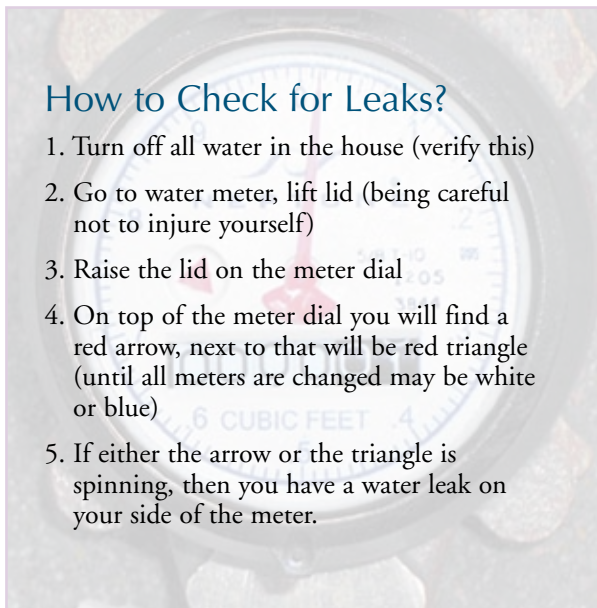 How to Check for Leaks?
1. Turn off all water in the house (verify this)
2. Go to water meter, lift lid (being careful
not to injure yourself)
3. Raise the lid on the meter dial
4. On top of the meter dial you will find a
red arrow, next to that will be red triangle
(until all meters are changed may be white
or blue)
5. If either the arrow or the triangle is
spinning, then you have a water leak on
your side of the meter.
6 CUBIC FEET .4